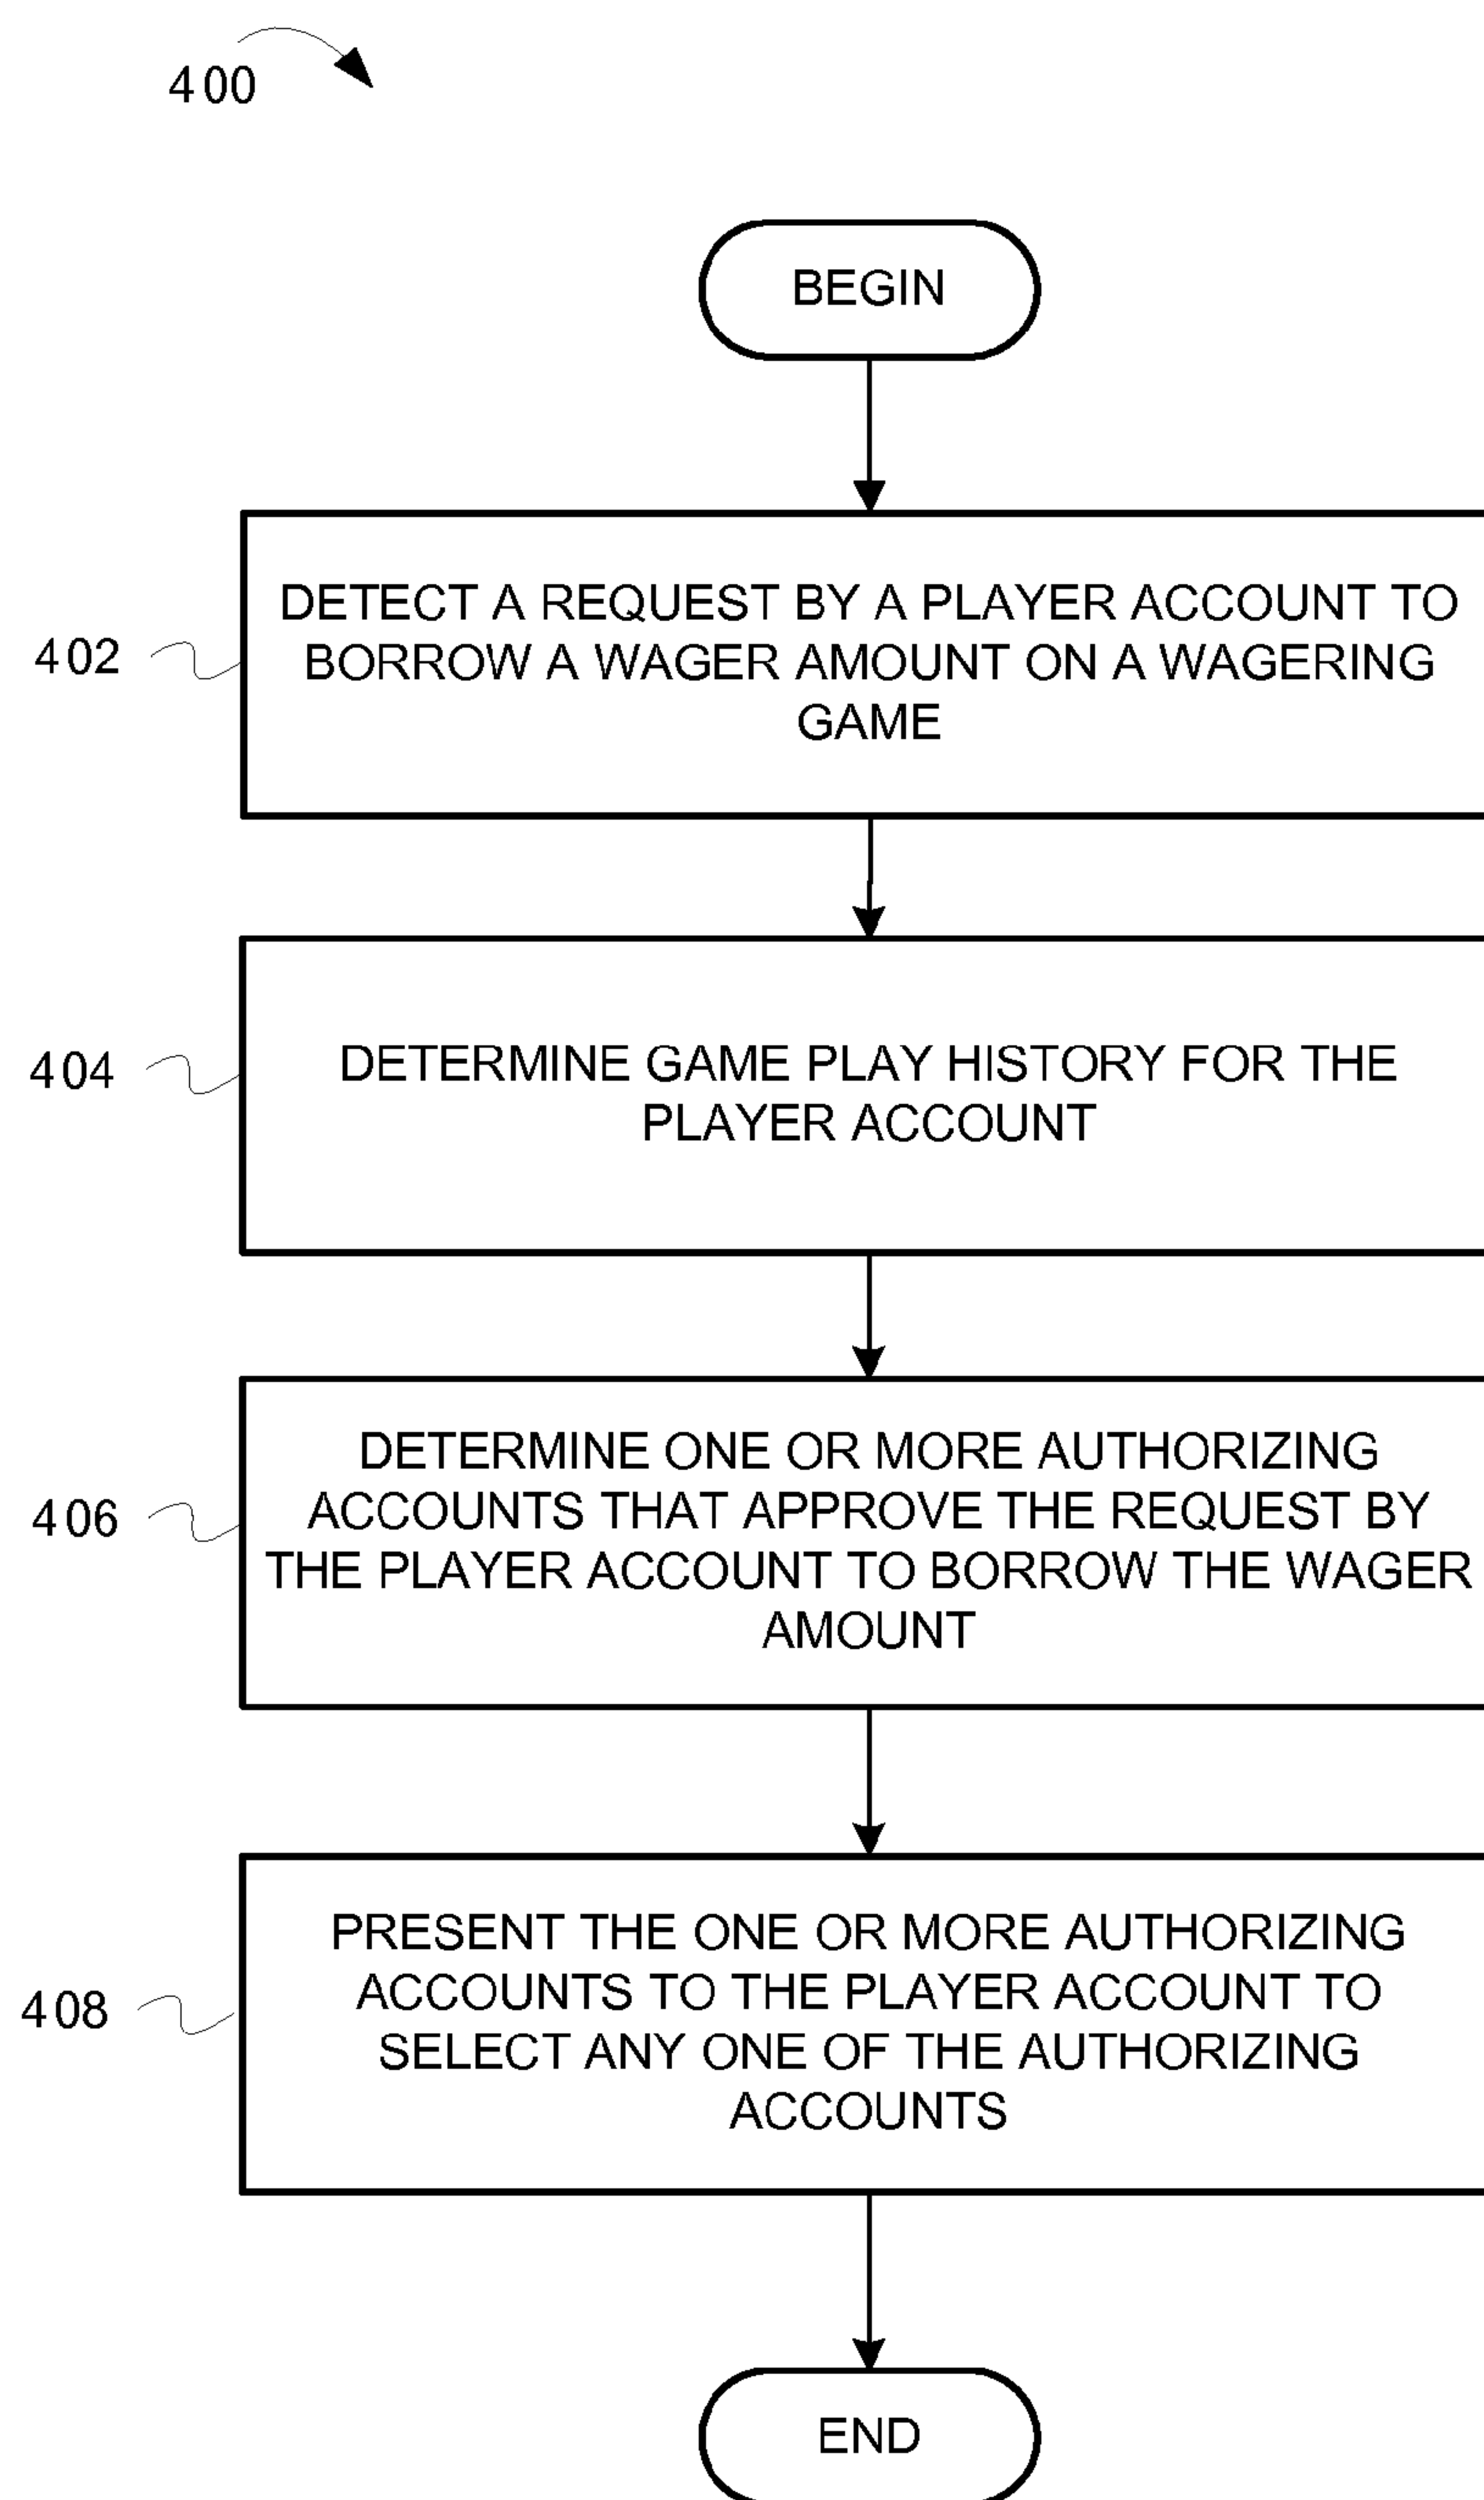 400
BEGIN
DETECT A REQUEST BY A PLAYER ACCOUNT TO
BORROW A WAGER AMOUNT ON A WAGERING
GAME
402
DETERMINE GAME PLAY HISTORY FOR THE
PLAYER ACCOUNT
404
DETERMINE ONE OR MORE AUTHORIZING
ACCOUNTS THAT APPROVE THE REQUEST BY
THE PLAYER ACCOUNT TO BORROW THE WAGER
AMOUNT
406
PRESENT THE ONE OR MORE AUTHORIZING
ACCOUNTS TO THE PLAYER ACCOUNT TO
SELECT ANY ONE OF THE AUTHORIZING
ACCOUNTS
408
END